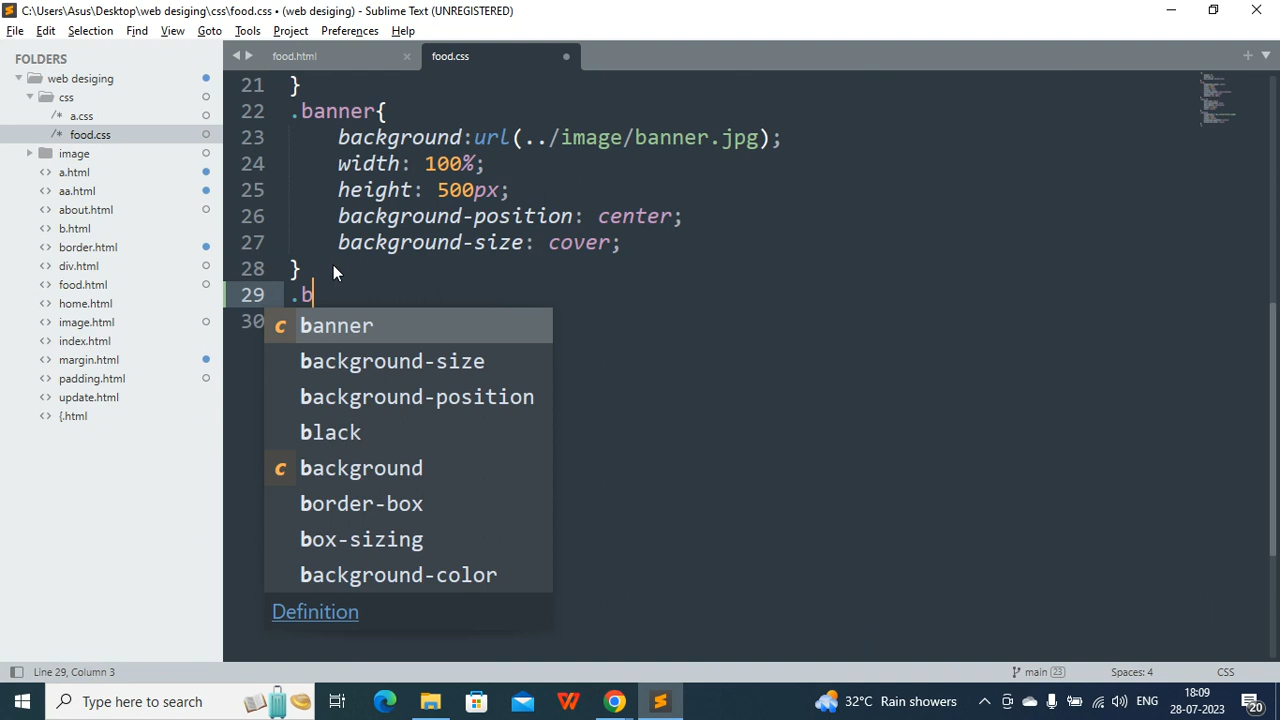 C:\Users\Asus\Desktop\web desiging\css\food.css • (web desiging) - Sublime Text (UNREGISTERED)
File Edit Selection Find View Goto Tools Project Preferences Help
FOLDERS
web desiging
css
/* a.css
/* food.css
image
<> a.html
<> aa.html
<> about.html
<> b.html
<> border.html
<> div.html
<> food.html
<> home.html
<> image.html
<> index.html
<> margin.html
<> padding.html
<> update.html
<> {.html
food.html × food.css
21 }
22 .banner{
23 background:url(../image/banner.jpg);
24 width: 100%;
25 height: 500px;
26 background-position: center;
27 background-size: cover;
28 }
29 .b
30
c banner
background-size
background-position
black
c background
border-box
box-sizing
background-color
Definition
Line 29, Column 3 main 23 Spaces: 4 CSS
Type here to search 32°C Rain showers ENG 18:09
28-07-2023 20